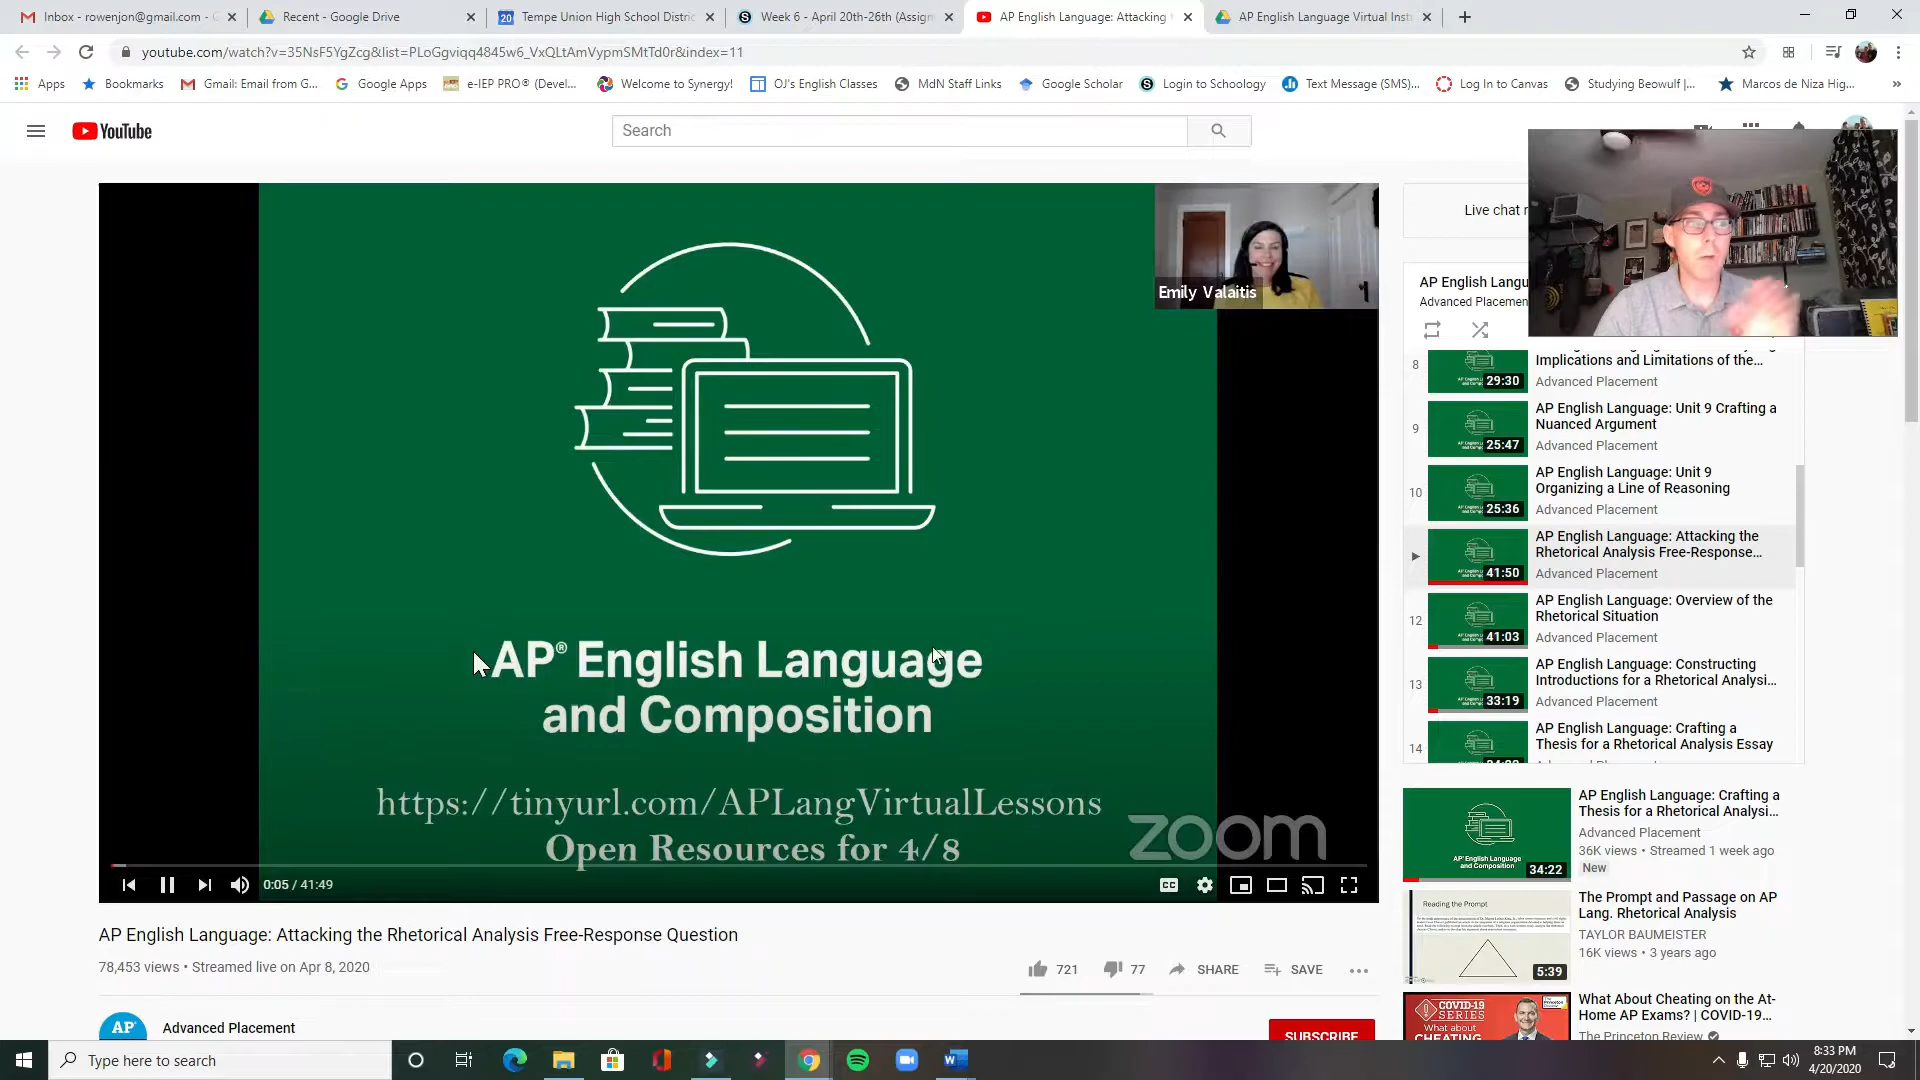 Inbox - rowenjon@gmail.com - G
Recent - Google Drive
Tempe Union High School Distric
Week 6 - April 20th-26th (Assign
AP English Language: Attacking
AP English Language Virtual Inst
youtube.com/watch?v=35NsF5YgZcg&list=PLoGgviqq4845w6_VxQLtAmVypmSMtTd0r&index=11
Apps
Bookmarks
Gmail: Email from G...
Google Apps
e-IEP PRO® (Devel...
Welcome to Synergy!
OJ's English Classes
MdN Staff Links
Google Scholar
Login to Schoology
Text Message (SMS)...
Log In to Canvas
Studying Beowulf |...
Marcos de Niza Hig...
»
YouTube
Search
Emily Valaitis
AP® English Language
and Composition
https://tinyurl.com/APLangVirtualLessons
Open Resources for 4/8
zoom
0:05 / 41:49
CC
AP English Language: Attacking the Rhetorical Analysis Free-Response Question
78,453 views • Streamed live on Apr 8, 2020
721
77
SHARE
SAVE
AP
Advanced Placement
SUBSCRIBE
Live chat r
AP English Langu
Advanced Placemen
8
29:30
Implications and Limitations of the...
Advanced Placement
9
25:47
AP English Language: Unit 9 Crafting a
Nuanced Argument
Advanced Placement
10
25:36
AP English Language: Unit 9
Organizing a Line of Reasoning
Advanced Placement
41:50
AP English Language: Attacking the
Rhetorical Analysis Free-Response...
Advanced Placement
12
41:03
AP English Language: Overview of the
Rhetorical Situation
Advanced Placement
13
33:19
AP English Language: Constructing
Introductions for a Rhetorical Analysi...
Advanced Placement
14
AP English Language: Crafting a
Thesis for a Rhetorical Analysis Essay
AP® English Language
and Composition
34:22
AP English Language: Crafting a
Thesis for a Rhetorical Analysi...
Advanced Placement
36K views • Streamed 1 week ago
New
Reading the Prompt
5:39
The Prompt and Passage on AP
Lang. Rhetorical Analysis
TAYLOR BAUMEISTER
16K views • 3 years ago
COVID-19
SERIES
What about
CHEATING
What About Cheating on the At-
Home AP Exams? | COVID-19...
The Princeton Review
Type here to search
8:33 PM
4/20/2020